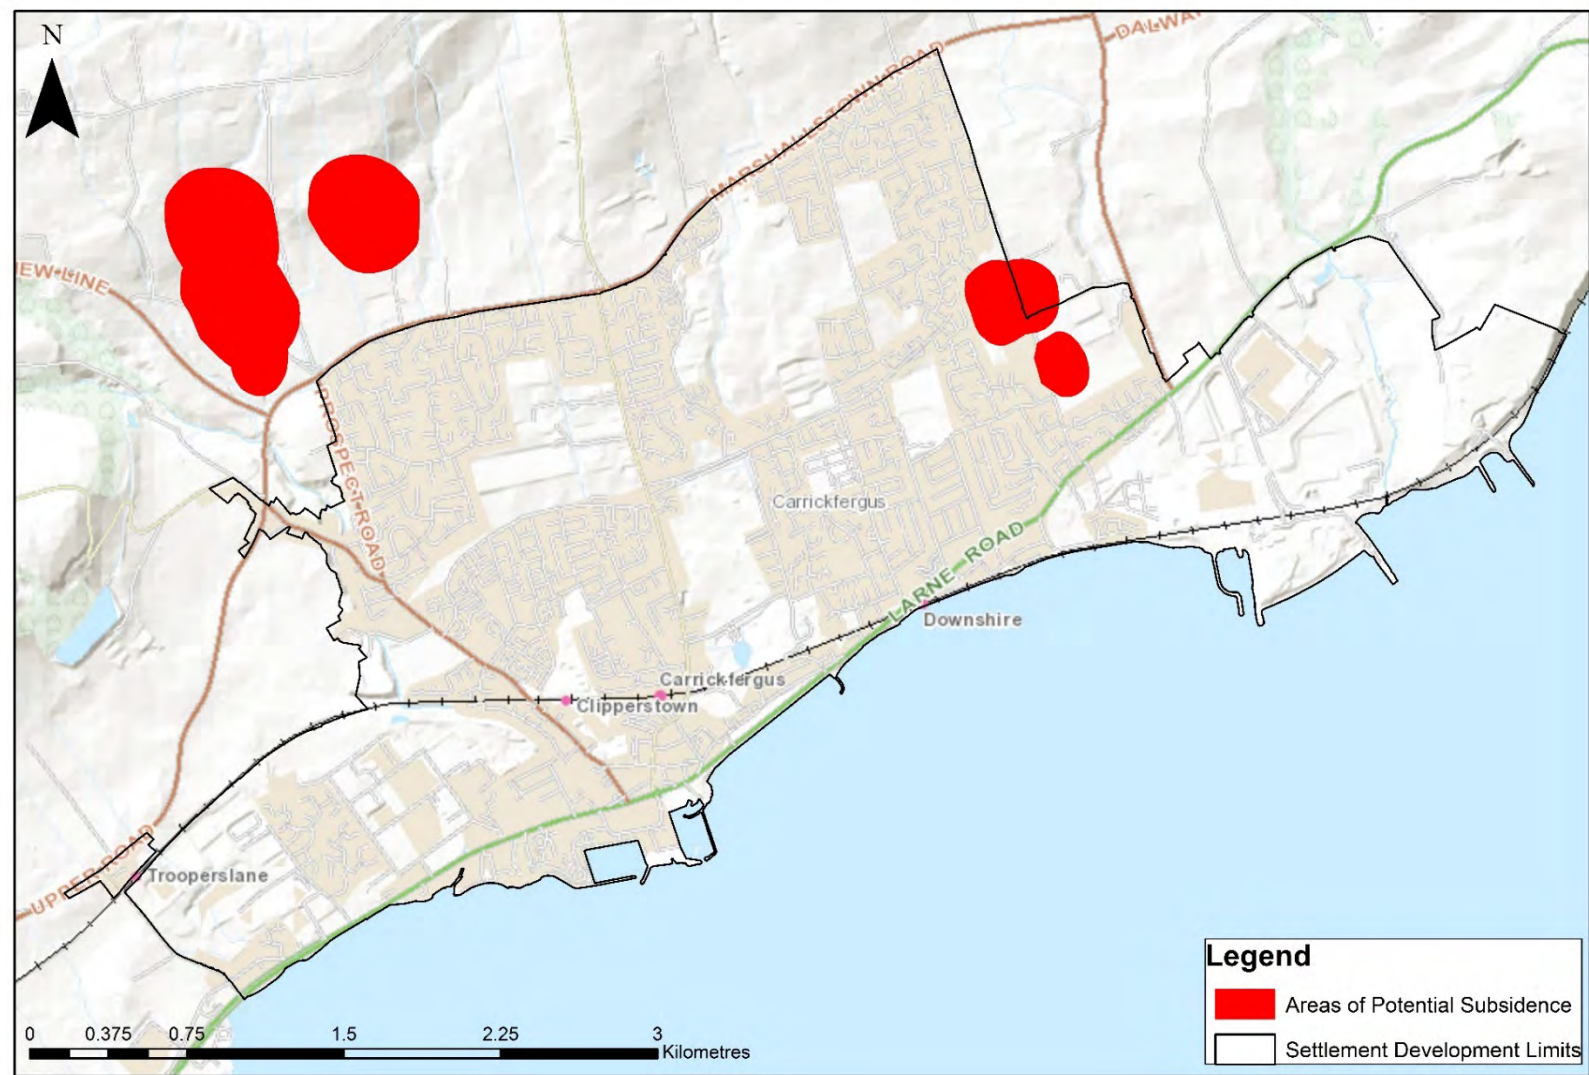 N
DALWA
MARSHALLSTOWN ROAD
EW LINE
PROSPECT ROAD
Carrickfergus
LARNE ROAD
Downshire
Carrickfergus
Clipperstown
UPPER ROAD
Trooperslane
Legend
Areas of Potential Subsidence
Settlement Development Limits
0 0.375 0.75 1.5 2.25 3
Kilometres